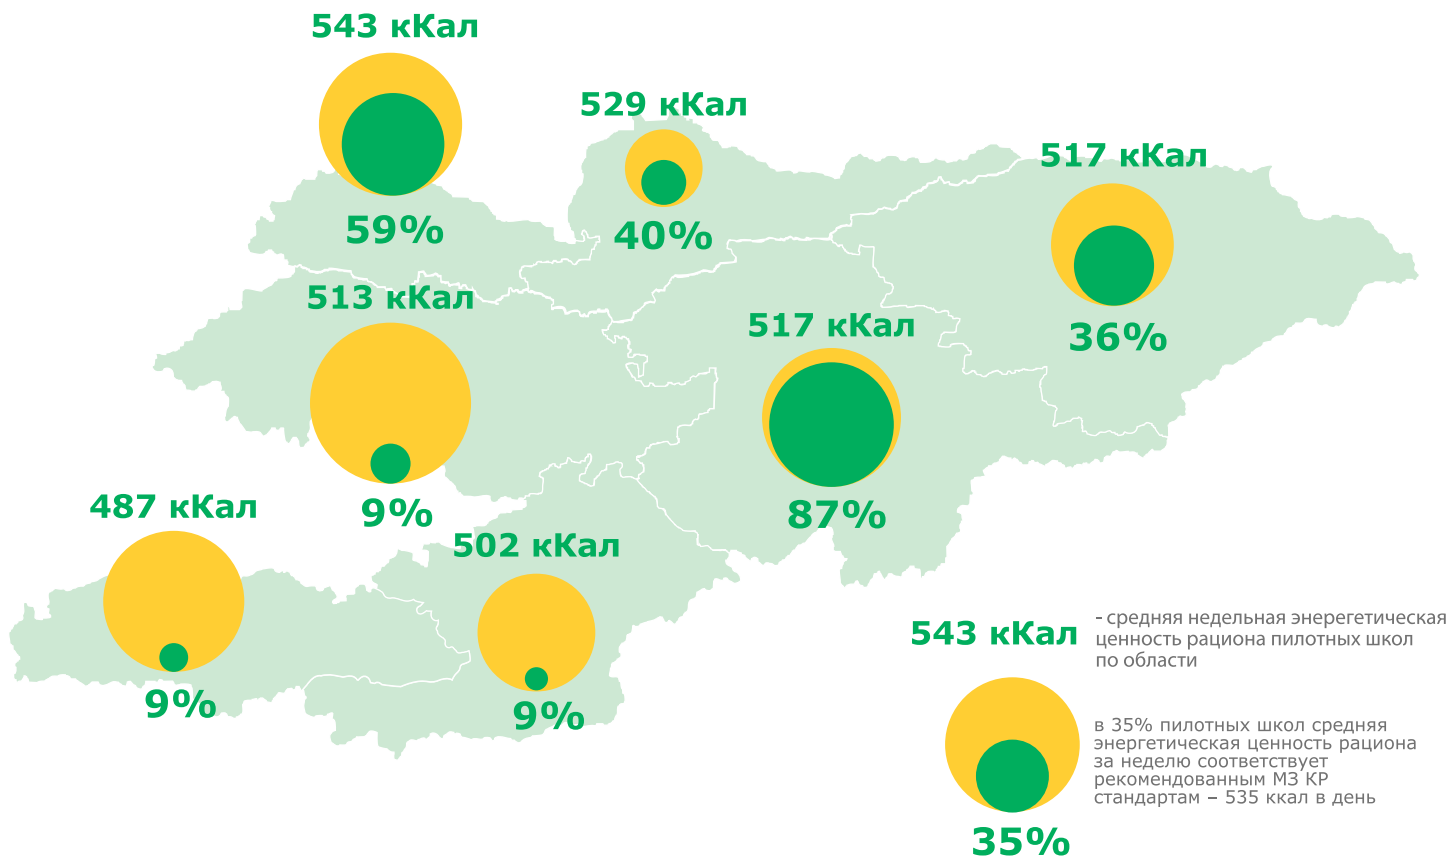 543 кКал
59%
529 кКал
40%
517 кКал
36%
513 кКал
9%
517 кКал
87%
487 кКал
9%
502 кКал
9%
543 кКал
- средняя недельная энерегетическая
ценность рациона пилотных школ
по области
в 35% пилотных школ средняя
энергетическая ценность рациона
за неделю соответствует
рекомендованным МЗ КР
стандартам – 535 ккал в день
35%